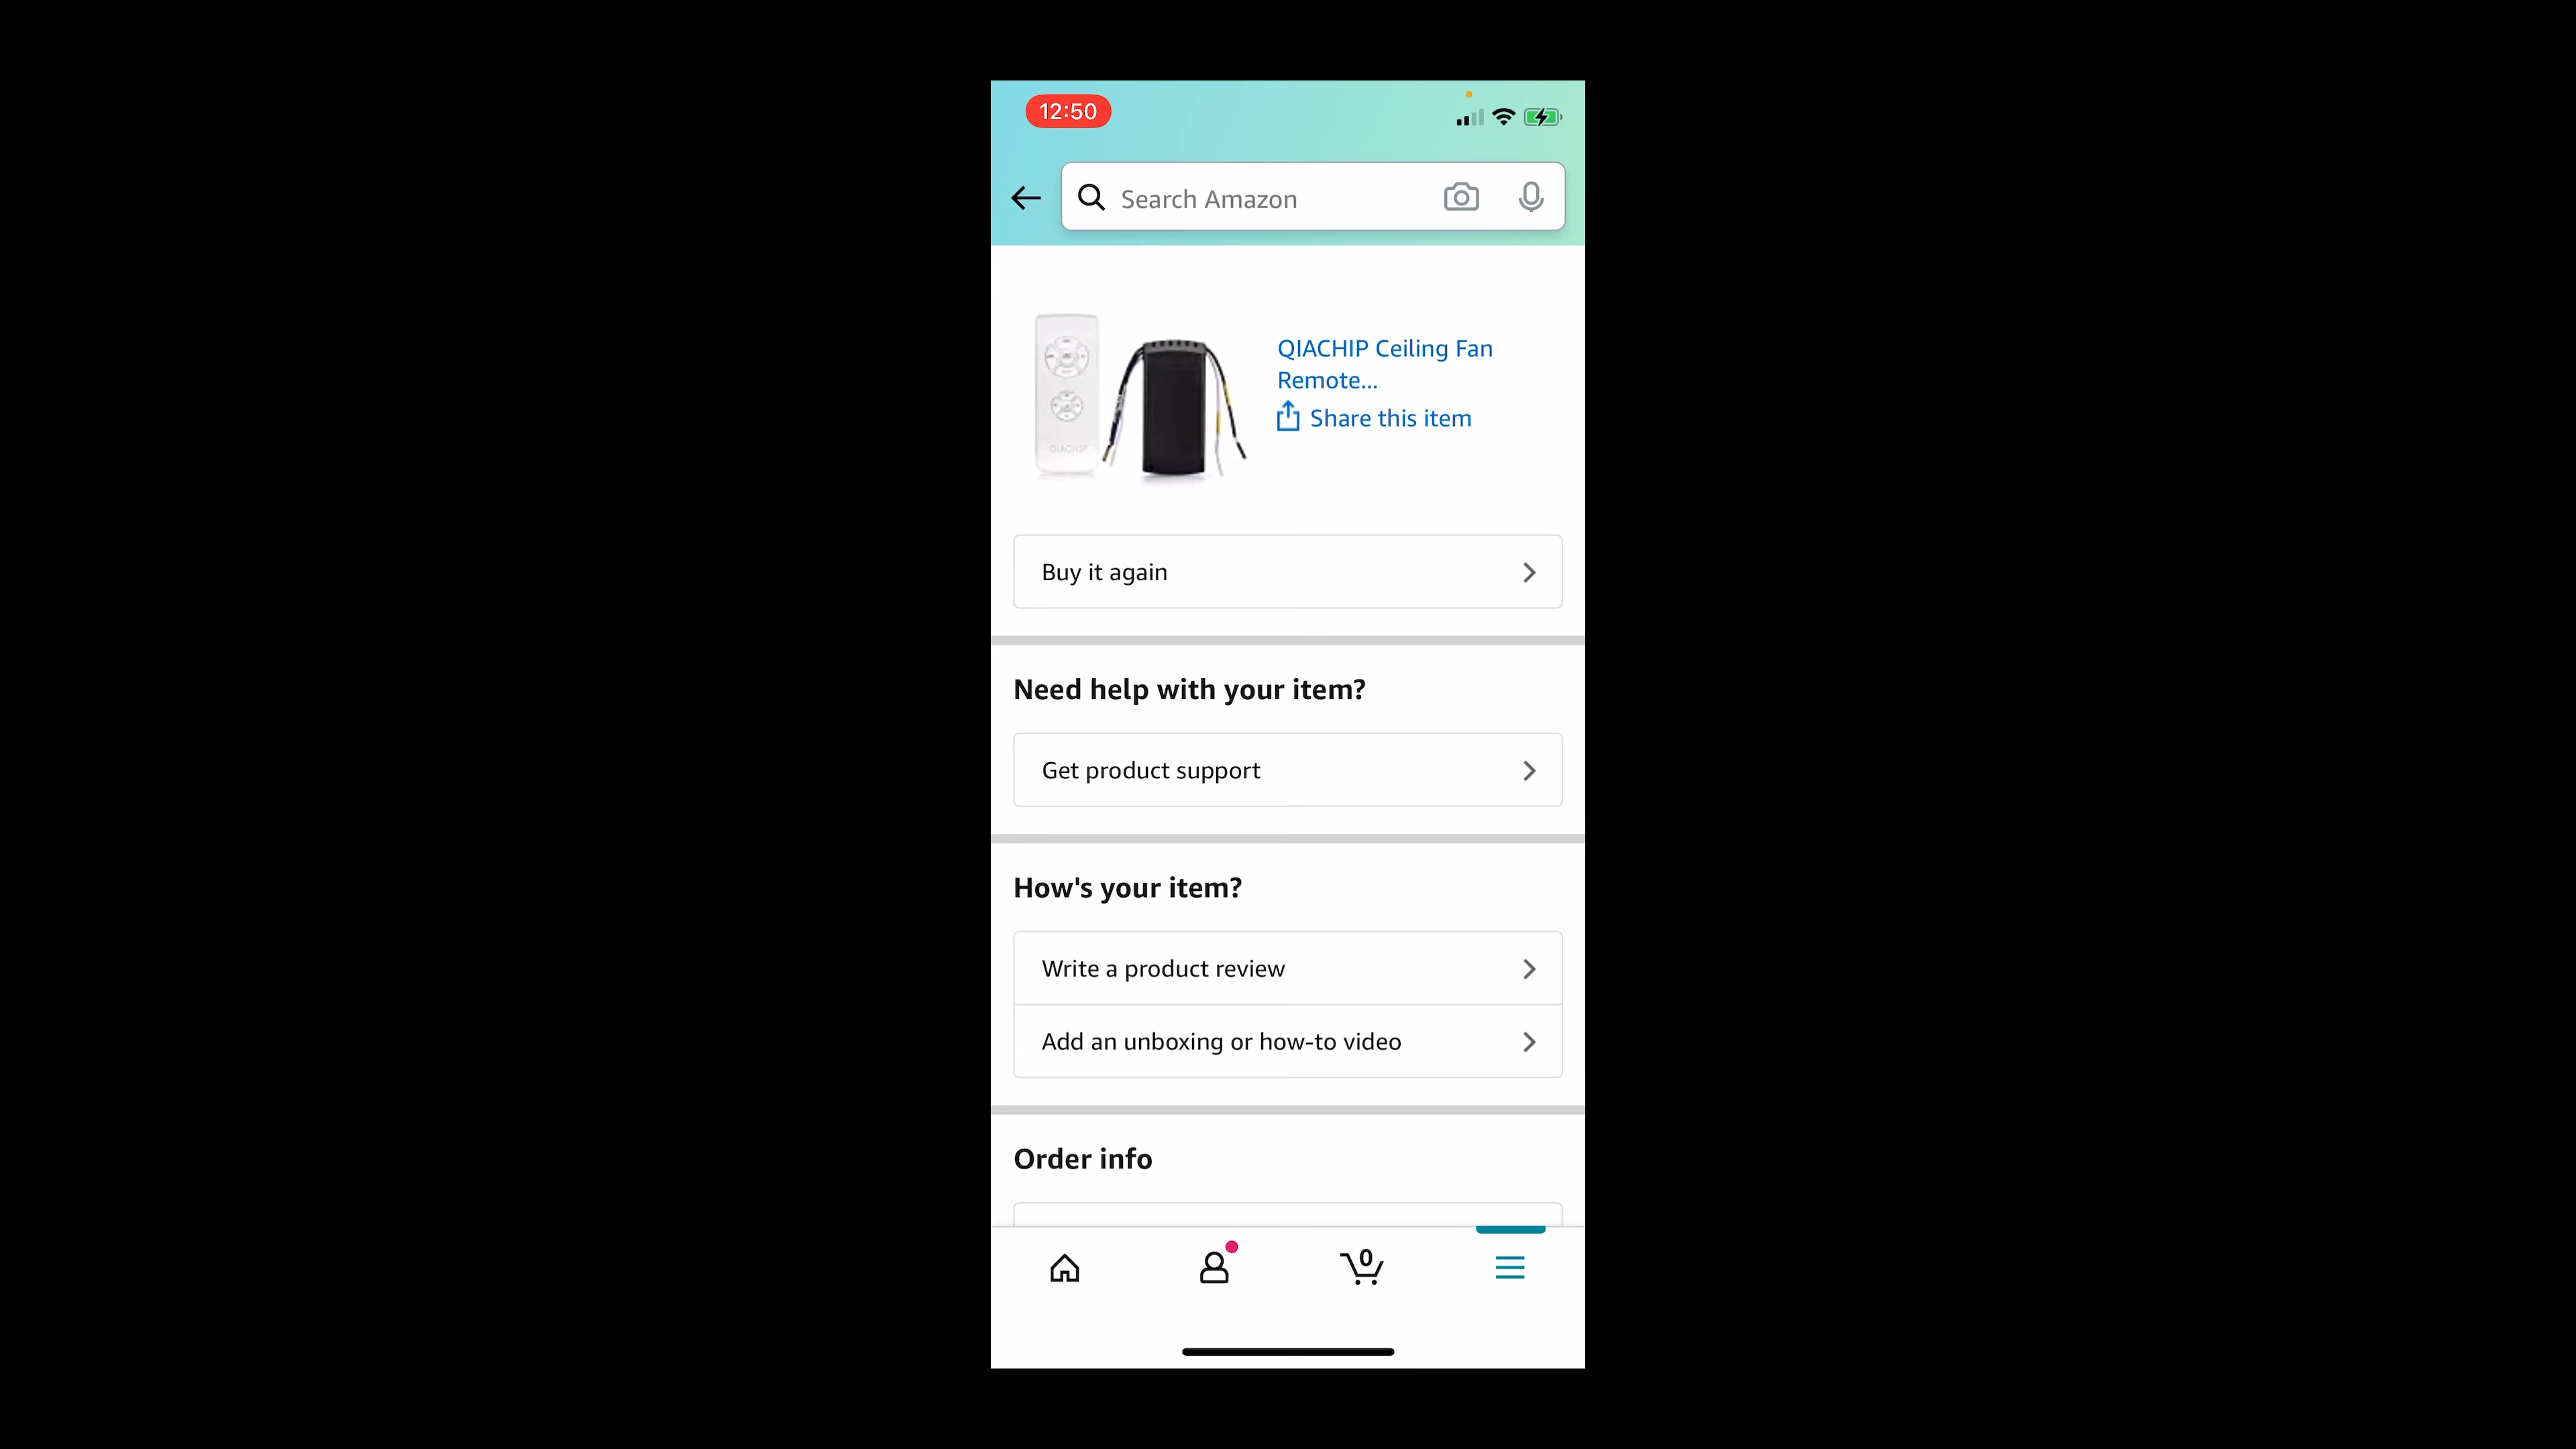 12:50
Search Amazon
QIACHIP Ceiling Fan
Remote...
Share this item
QIACHIP
Buy it again
Need help with your item?
Get product support
How's your item?
Write a product review
Add an unboxing or how-to video
Order info
0